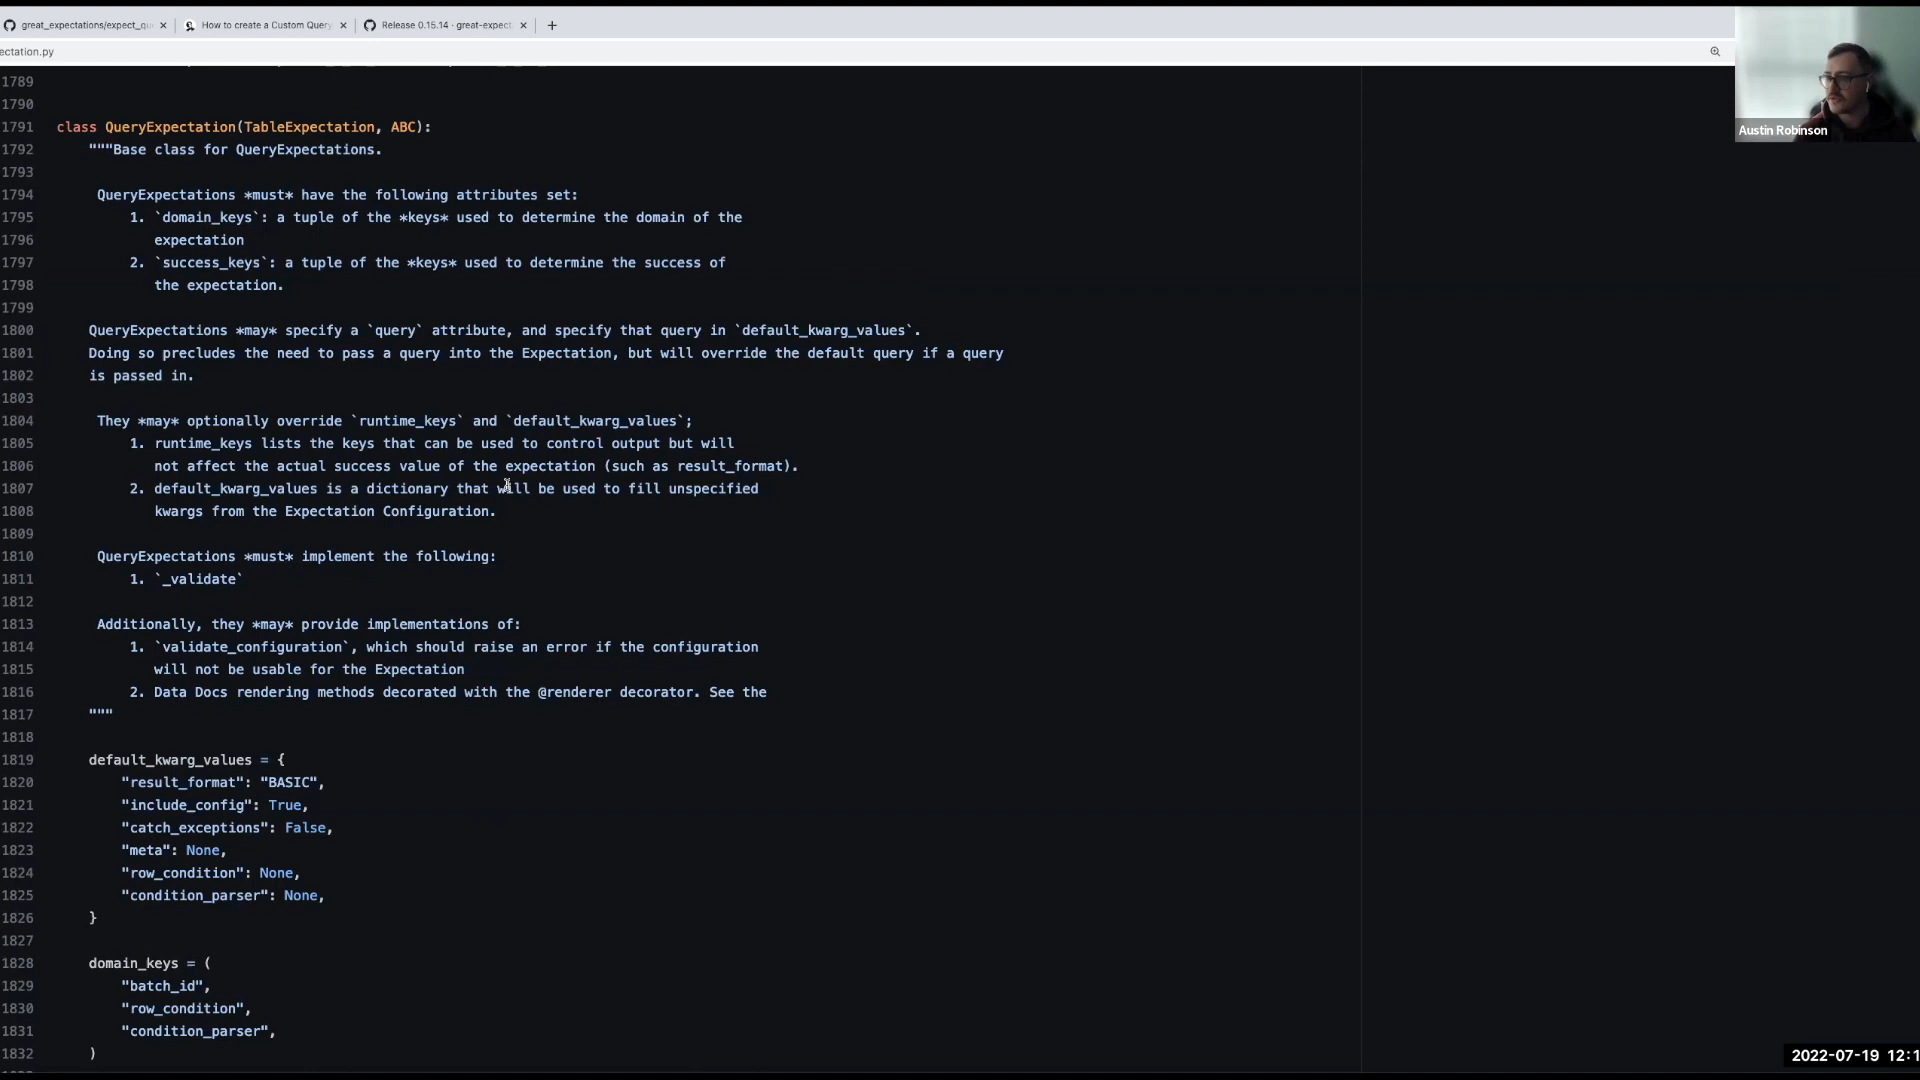 great_expectations/expect_qu
How to create a Custom Query
Release 0.15.14 · great-expect
ectation.py
Austin Robinson
1789
1790
1791 class QueryExpectation(TableExpectation, ABC):
1792 """Base class for QueryExpectations.
1793
1794 QueryExpectations *must* have the following attributes set:
1795 1. `domain_keys`: a tuple of the *keys* used to determine the domain of the
1796 expectation
1797 2. `success_keys`: a tuple of the *keys* used to determine the success of
1798 the expectation.
1799
1800 QueryExpectations *may* specify a `query` attribute, and specify that query in `default_kwarg_values`.
1801 Doing so precludes the need to pass a query into the Expectation, but will override the default query if a query
1802 is passed in.
1803
1804 They *may* optionally override `runtime_keys` and `default_kwarg_values`;
1805 1. runtime_keys lists the keys that can be used to control output but will
1806 not affect the actual success value of the expectation (such as result_format).
1807 2. default_kwarg_values is a dictionary that will be used to fill unspecified
1808 kwargs from the Expectation Configuration.
1809
1810 QueryExpectations *must* implement the following:
1811 1. `_validate`
1812
1813 Additionally, they *may* provide implementations of:
1814 1. `validate_configuration`, which should raise an error if the configuration
1815 will not be usable for the Expectation
1816 2. Data Docs rendering methods decorated with the @renderer decorator. See the
1817 """
1818
1819 default_kwarg_values = {
1820 "result_format": "BASIC",
1821 "include_config": True,
1822 "catch_exceptions": False,
1823 "meta": None,
1824 "row_condition": None,
1825 "condition_parser": None,
1826 }
1827
1828 domain_keys = (
1829 "batch_id",
1830 "row_condition",
1831 "condition_parser",
1832 )
2022-07-19 12:1